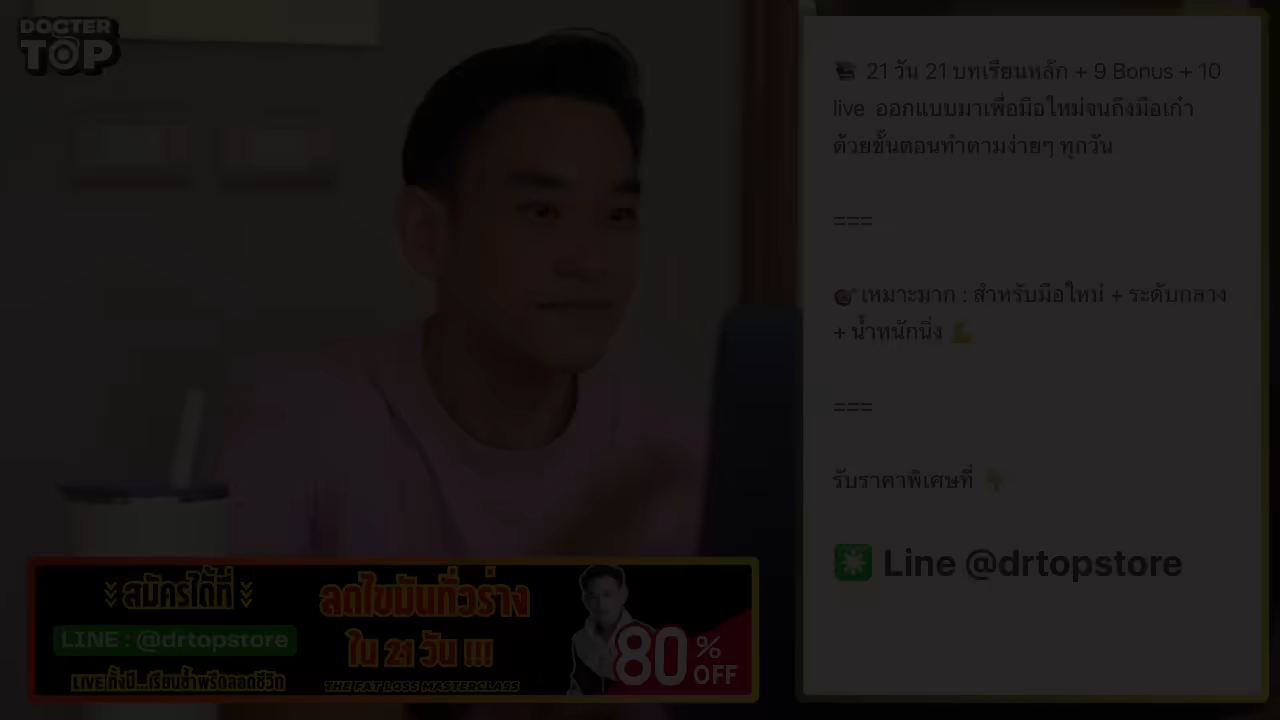 DOCTER
TOP
21 วัน 21 บทเรียนหลัก + 9 Bonus + 10
live ออกแบบมาเพื่อมือใหม่จนถึงมือเก๋า
ด้วยขั้นตอนทำตามง่ายๆ ทุกวัน
===
🎯 เหมาะมาก : สำหรับมือใหม่ + ระดับกลาง
+ น้ำหนักนิ่ง 💪
===
รับราคาพิเศษที่ 👇
Line @drtopstore
สมัครได้ที่
LINE : @drtopstore
LIVE ทั้งปี...เรียนซ้ำฟรีตลอดชีวิต
ลดไขมันทั่วร่าง
ใน 21 วัน !!!
THE FAT LOSS MASTERCLASS
80%
OFF